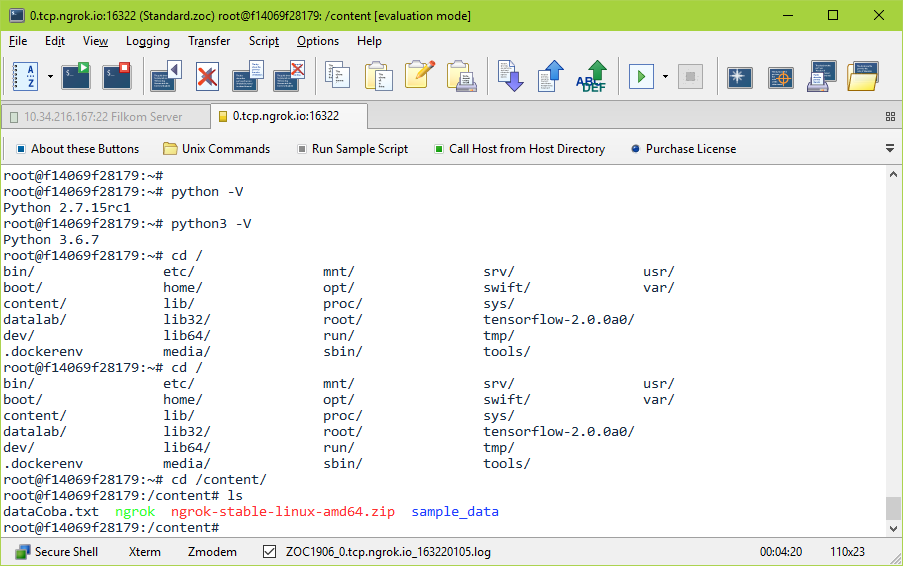 0.tcp.ngrok.io:16322 (Standard.zoc) root@f14069f28179: /content [evaluation mode]
File Edit View Logging Transfer Script Options Help
10.34.216.167:22 Filkom Server 0.tcp.ngrok.io:16322
About these Buttons Unix Commands Run Sample Script Call Host from Host Directory Purchase License
root@f14069f28179:~#
root@f14069f28179:~# python -V
Python 2.7.15rc1
root@f14069f28179:~# python3 -V
Python 3.6.7
root@f14069f28179:~# cd /
bin/ etc/ mnt/ srv/ usr/
boot/ home/ opt/ swift/ var/
content/ lib/ proc/ sys/
datalab/ lib32/ root/ tensorflow-2.0.0a0/
dev/ lib64/ run/ tmp/
.dockerenv media/ sbin/ tools/
root@f14069f28179:~# cd /
bin/ etc/ mnt/ srv/ usr/
boot/ home/ opt/ swift/ var/
content/ lib/ proc/ sys/
datalab/ lib32/ root/ tensorflow-2.0.0a0/
dev/ lib64/ run/ tmp/
.dockerenv media/ sbin/ tools/
root@f14069f28179:~# cd /content/
root@f14069f28179:/content# ls
dataCoba.txt ngrok ngrok-stable-linux-amd64.zip sample_data
root@f14069f28179:/content#
Secure Shell Xterm Zmodem ZOC1906_0.tcp.ngrok.io_163220105.log 00:04:20 110x23